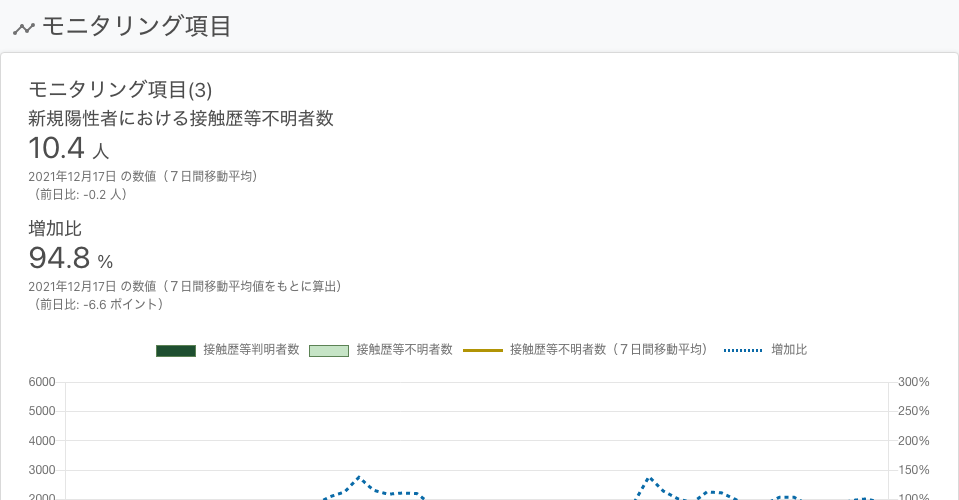 モニタリング項目
モニタリング項目(3)
新規陽性者における接触歴等不明者数
10.4 人
2021年12月17日 の数値（７日間移動平均）
（前日比: -0.2 人）
増加比
94.8 %
2021年12月17日 の数値（７日間移動平均値をもとに算出）
（前日比: -6.6 ポイント）
接触歴等判明者数 接触歴等不明者数 接触歴等不明者数（７日間移動平均） 増加比
6000 300%
5000 250%
4000 200%
3000 150%
2000 100%